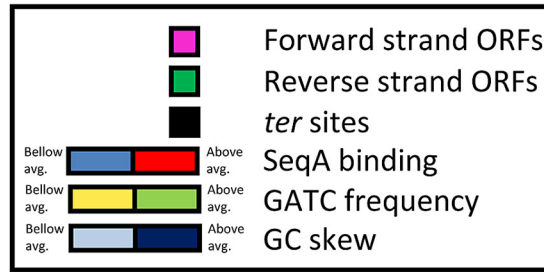 Forward strand ORFs
Reverse strand ORFs
ter sites
Bellow avg. Above avg. SeqA binding
Bellow avg. Above avg. GATC frequency
Bellow avg. Above avg. GC skew